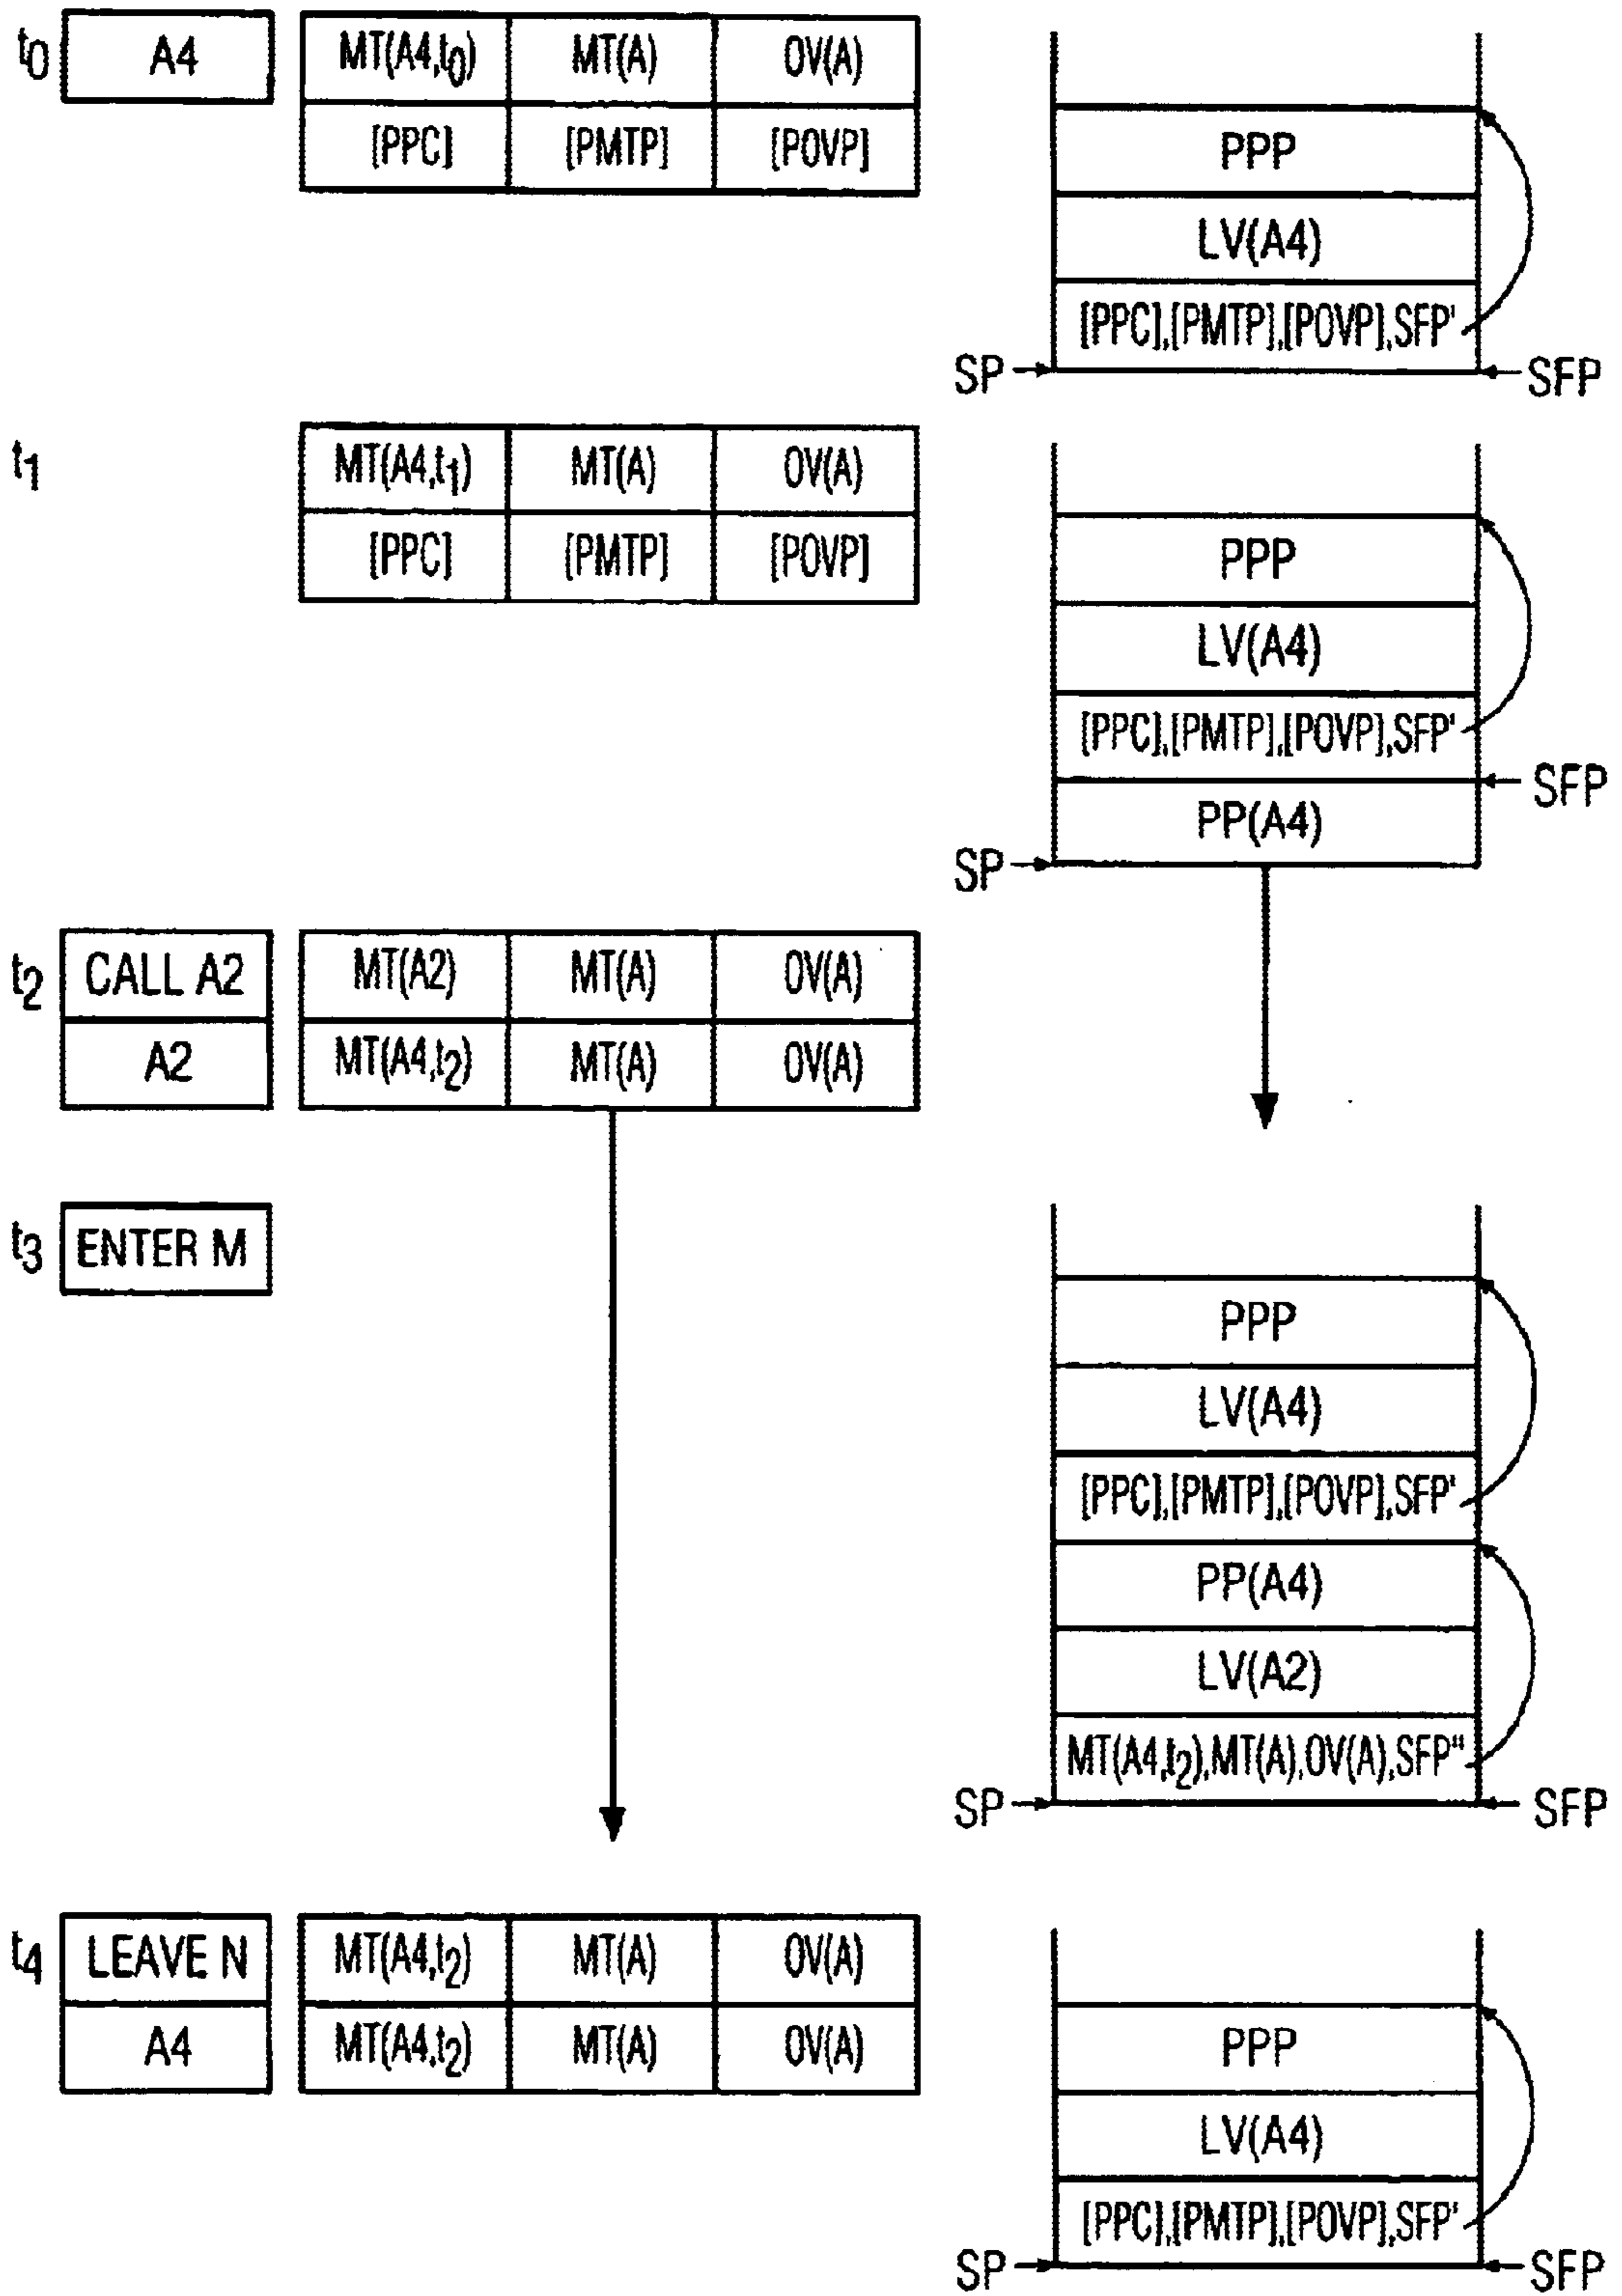 t0 A4 MT(A4,t0) MT(A) OV(A)
[PPC] [PMTP] [POVP]
PPP
LV(A4)
[PPC],[PMTP],[POVP],SFP'
SP SFP
t1 MT(A4,t1) MT(A) OV(A)
[PPC] [PMTP] [POVP]
PPP
LV(A4)
[PPC],[PMTP],[POVP],SFP'
SFP
PP(A4)
SP
t2 CALL A2 MT(A2) MT(A) OV(A)
A2 MT(A4,t2) MT(A) OV(A)
t3 ENTER M
PPP
LV(A4)
[PPC],[PMTP],[POVP],SFP'
PP(A4)
LV(A2)
MT(A4,t2),MT(A),OV(A),SFP"
SP SFP
t4 LEAVE N MT(A4,t2) MT(A) OV(A)
A4 MT(A4,t2) MT(A) OV(A)
PPP
LV(A4)
[PPC],[PMTP],[POVP],SFP'
SP SFP